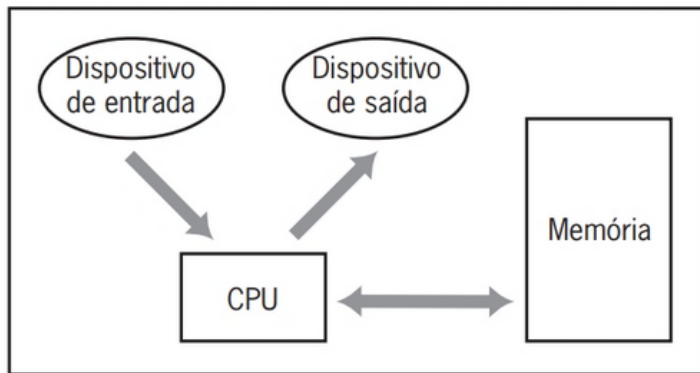 Dispositivo
de entrada
Dispositivo
de saída
Memória
CPU